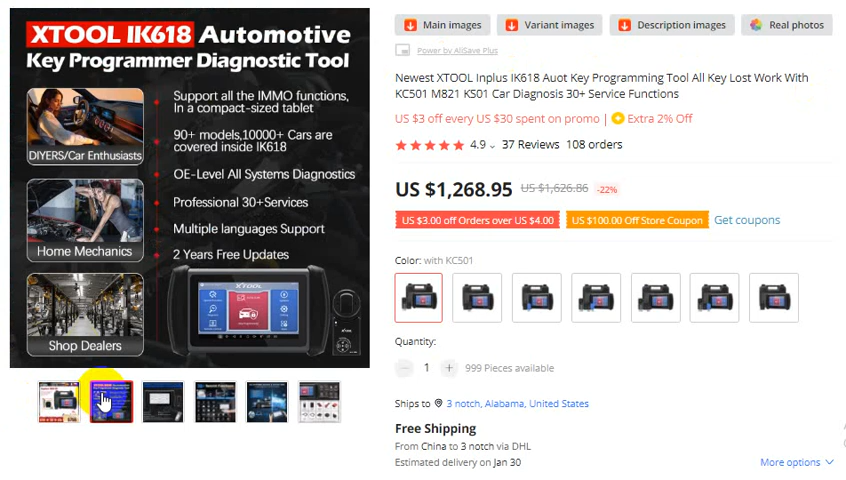 XTOOL IK618 Automotive
Key Programmer Diagnostic Tool
DIYERS/Car Enthusiasts
Home Mechanics
Shop Dealers
Support all the IMMO functions,
In a compact-sized tablet
90+ models,10000+ Cars are
covered inside IK618
OE-Level All Systems Diagnostics
Professional 30+Services
Multiple languages Support
2 Years Free Updates
XTOOL
Main images
Variant images
Description images
Real photos
Power by AliSave Plus
Newest XTOOL Inplus IK618 Auot Key Programming Tool All Key Lost Work With
KC501 M821 KS01 Car Diagnosis 30+ Service Functions
US $3 off every US $30 spent on promo | Extra 2% Off
4.9 37 Reviews 108 orders
US $1,268.95 US $1,626.86 -22%
US $3.00 off Orders over US $4.00 US $100.00 Off Store Coupon Get coupons
Color: with KC501
Quantity:
1 + 999 Pieces available
Ships to 3 notch, Alabama, United States
Free Shipping
From China to 3 notch via DHL
Estimated delivery on Jan 30
More options